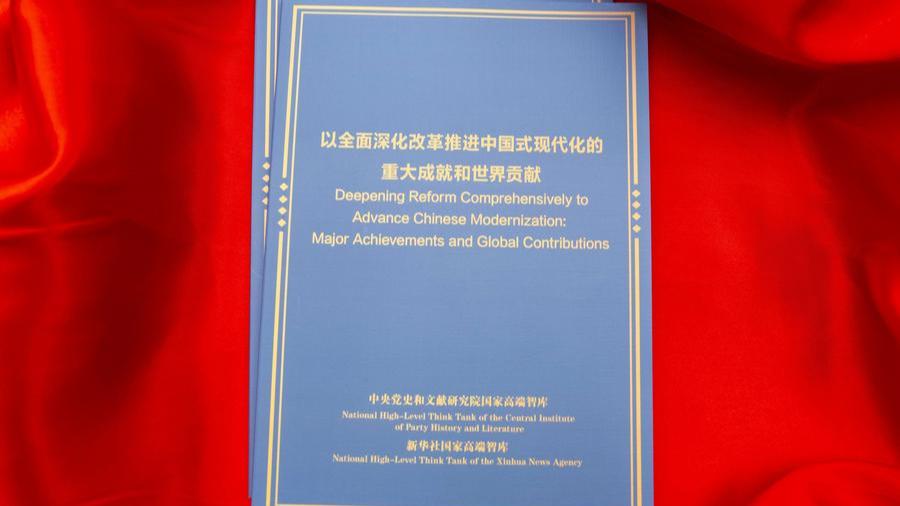 以全面深化改革推进中国式现代化的
重大成就和世界贡献
Deepening Reform Comprehensively to
Advance Chinese Modernization:
Major Achievements and Global Contributions
中央党史和文献研究院国家高端智库
National High-Level Think Tank of the Central Institute
of Party History and Literature
新华社国家高端智库
National High-Level Think Tank of the Xinhua News Agency